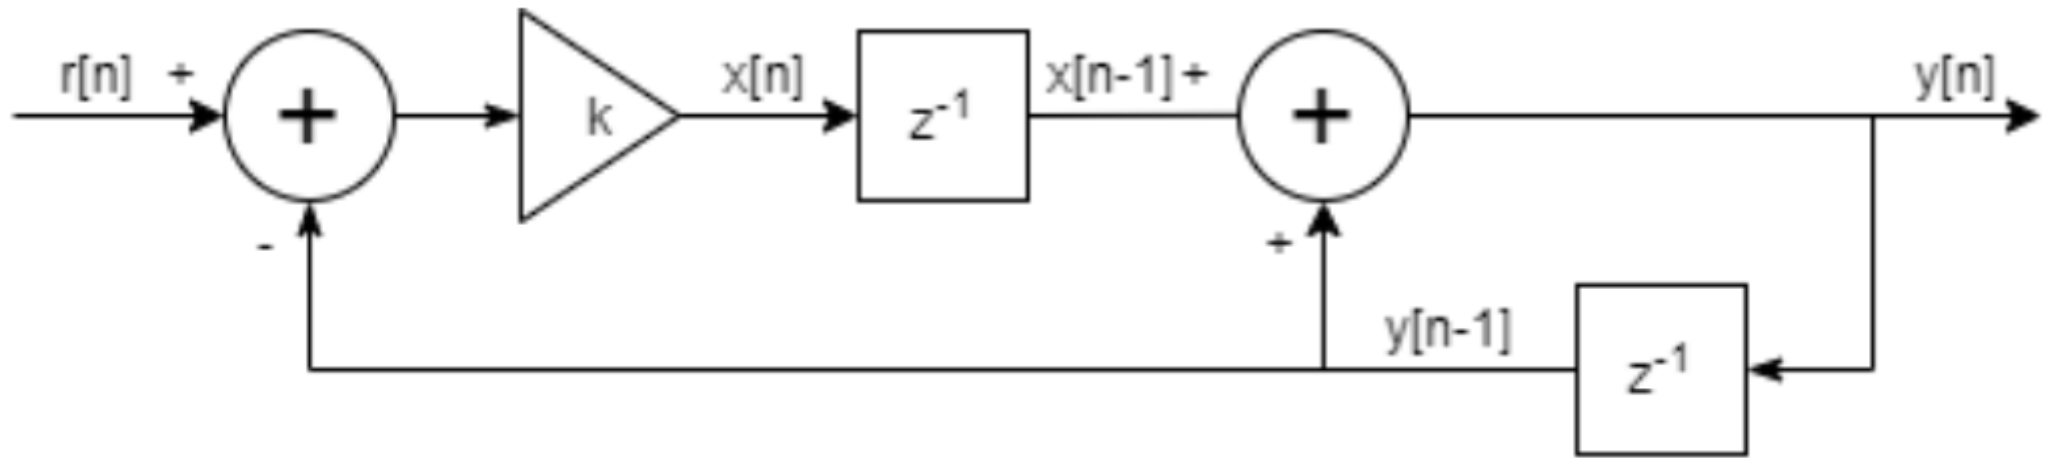 r[n] + + k x[n] z⁻¹ x[n-1] + + y[n]
- +
y[n-1] z⁻¹